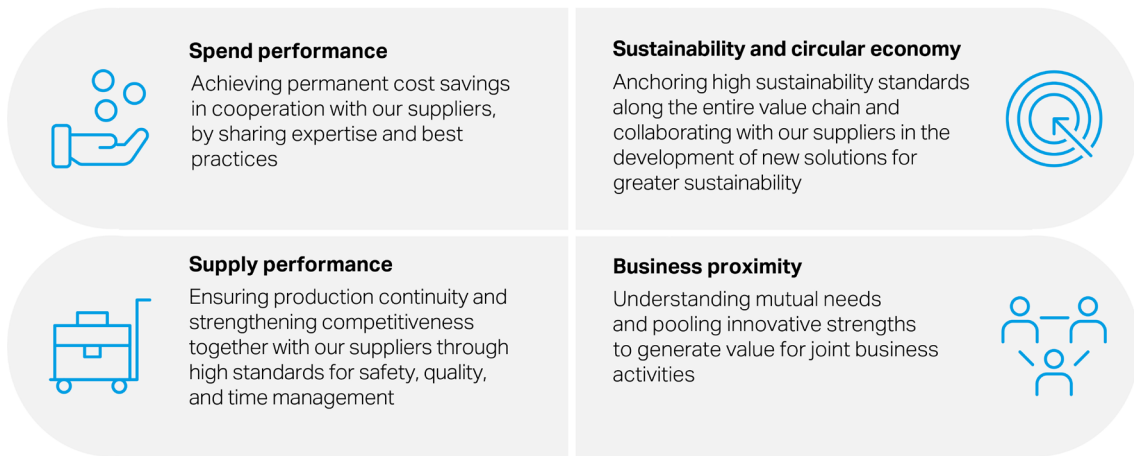 Spend performance
Achieving permanent cost savings
in cooperation with our suppliers,
by sharing expertise and best
practices
Sustainability and circular economy
Anchoring high sustainability standards
along the entire value chain and
collaborating with our suppliers in the
development of new solutions for
greater sustainability
Supply performance
Ensuring production continuity and
strengthening competitiveness
together with our suppliers through
high standards for safety, quality,
and time management
Business proximity
Understanding mutual needs
and pooling innovative strengths
to generate value for joint business
activities